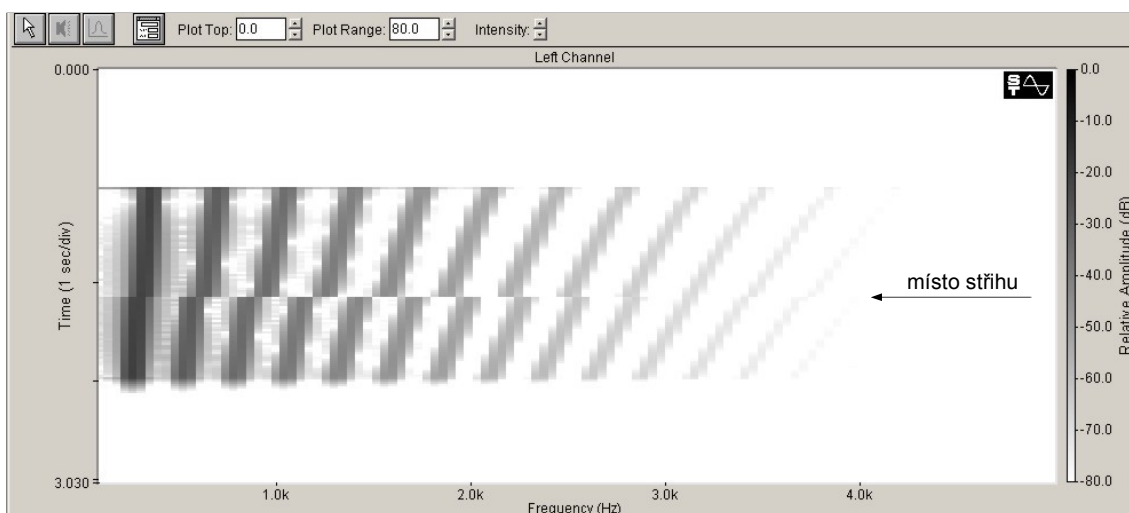 Plot Top: 0.0 Plot Range: 80.0 Intensity:
Left Channel
0.000
S
T
0.0
-10.0
-20.0
-30.0
-40.0
-50.0
-60.0
-70.0
-80.0
Relative Amplitude (dB)
Time (1 sec/div)
místo střihu
3.030
1.0k 2.0k 3.0k 4.0k
Frequency (Hz)